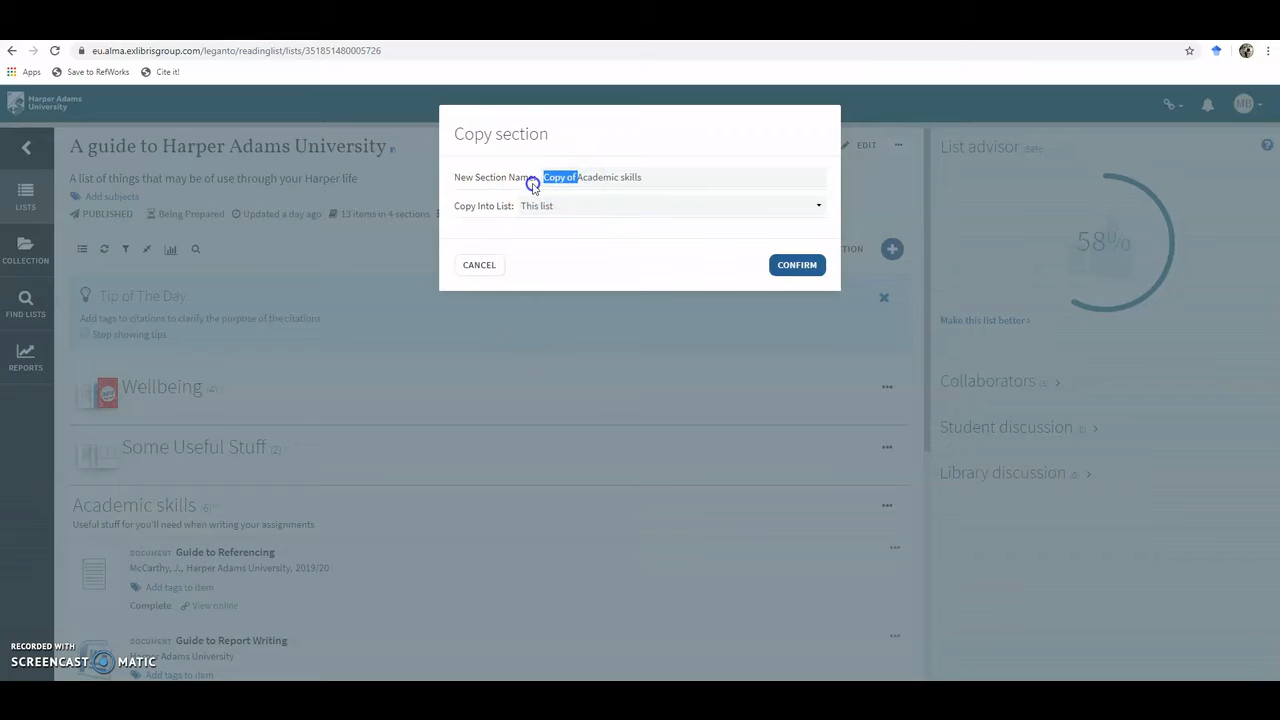 eu.alma.exlibrisgroup.com/leganto/readinglist/lists/351851480005726
Apps Save to RefWorks Cite it!
Harper Adams
University
MB
Copy section
New Section Name: Copy of Academic skills
Copy Into List: This list
CANCEL CONFIRM
A guide to Harper Adams University
A list of things that may be of use through your Harper life
Add subjects
PUBLISHED Being Prepared Updated a day ago 13 items in 4 sections
EDIT
LISTS
COLLECTION
FIND LISTS
REPORTS
Tip of The Day
Add tags to citations to clarify the purpose of the citations
Stop showing tips
Wellbeing (4)
Some Useful Stuff (2)
Academic skills (6)
Useful stuff for you'll need when writing your assignments
DOCUMENT Guide to Referencing
McCarthy, J., Harper Adams University, 2019/20
Add tags to item
Complete View online
DOCUMENT Guide to Report Writing
Harper Adams University
Add tags to item
List advisor
58%
Make this list better
Collaborators
Student discussion
Library discussion (0)
RECORDED WITH
SCREENCAST MATIC